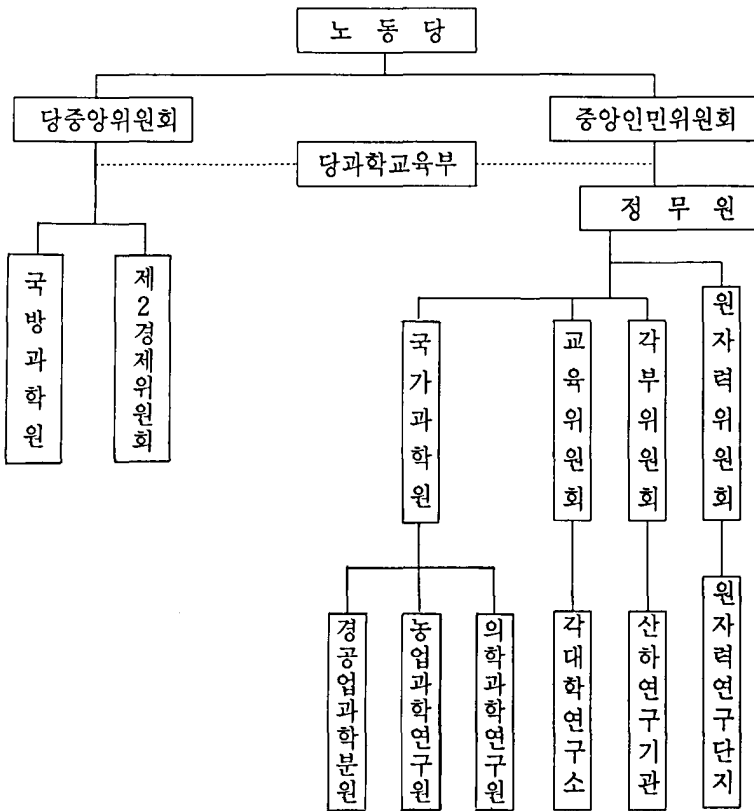 노 동 당
당중앙위원회
중앙인민위원회
당과학교육부
정 무 원
국방과학원
제2경제위원회
국가과학원
교육위원회
각부위원회
원자력위원회
경공업과학분원
농업과학연구원
의학과학연구원
각대학연구소
산하연구기관
원자력연구단지